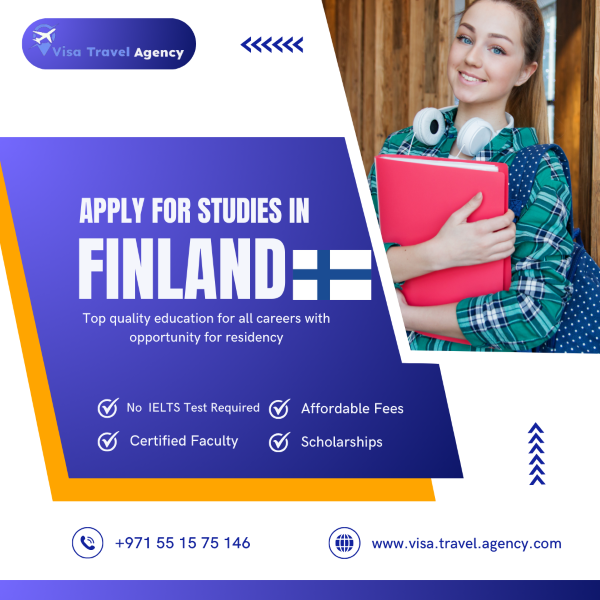 Visa Travel Agency
APPLY FOR STUDIES IN
FINLAND
Top quality education for all careers with
opportunity for residency
No IELTS Test Required
Affordable Fees
Certified Faculty
Scholarships
+971 55 15 75 146
www.visa.travel.agency.com